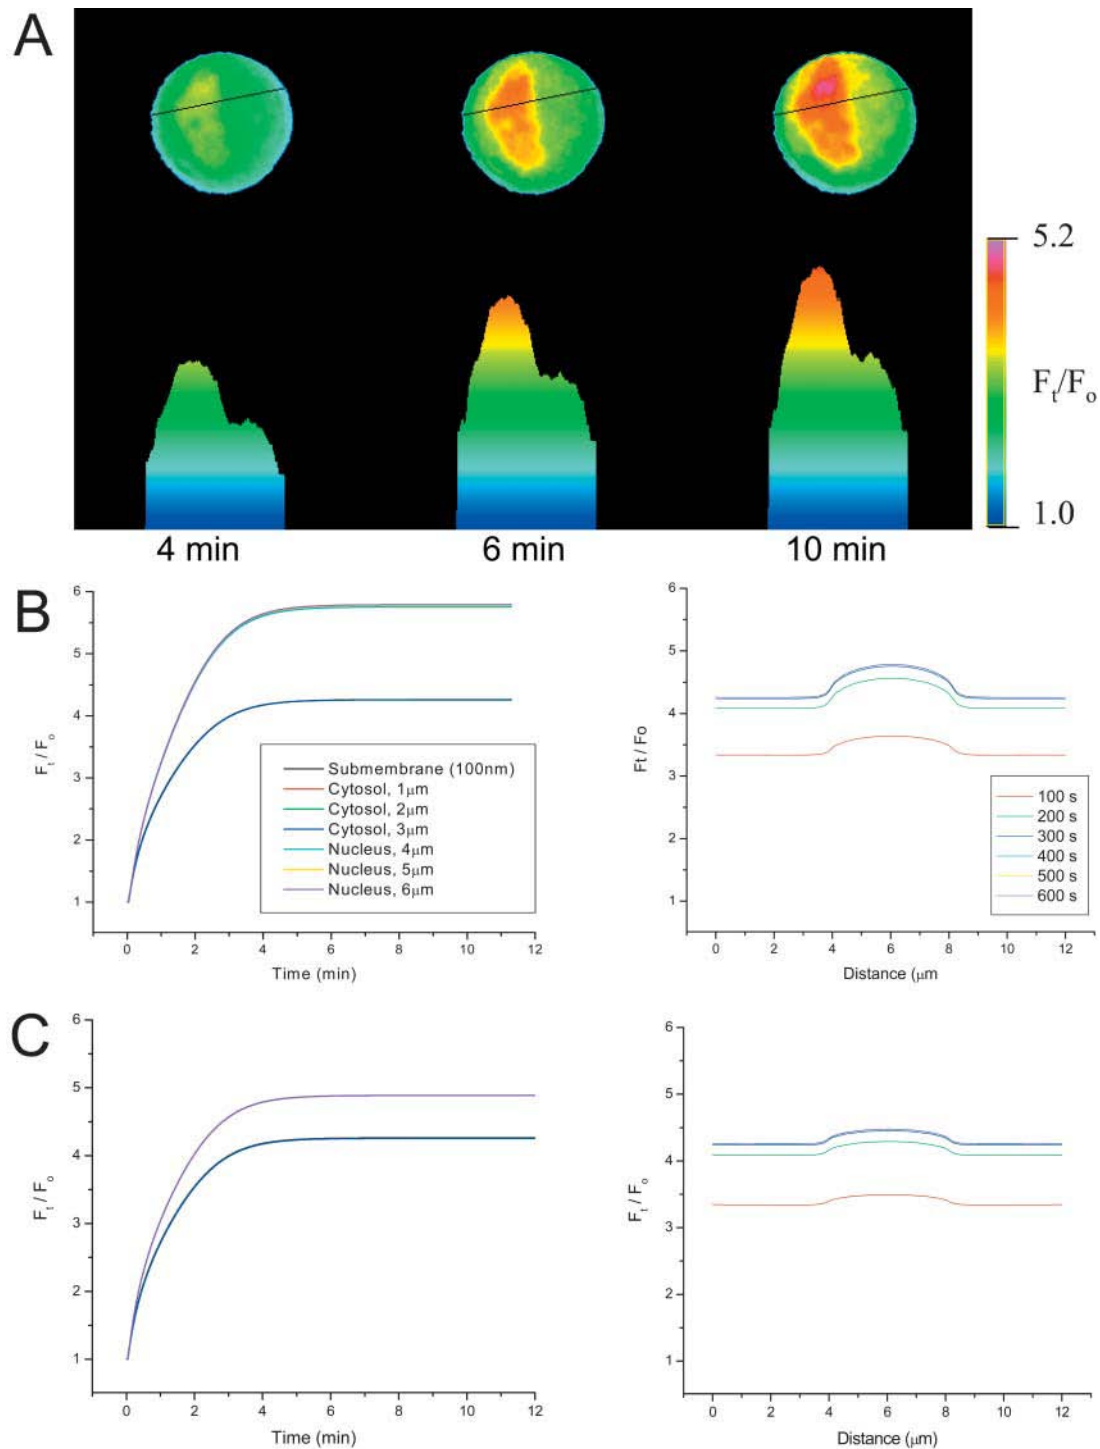 A
5.2
Ft/Fo
1.0
4 min 6 min 10 min
B
6
5
4
3
2
1
Ft / Fo
Submembrane (100nm)
Cytosol, 1μm
Cytosol, 2μm
Cytosol, 3μm
Nucleus, 4μm
Nucleus, 5μm
Nucleus, 6μm
0 2 4 6 8 10 12
Time (min)
6
5
4
3
2
1
Ft / Fo
100 s
200 s
300 s
400 s
500 s
600 s
0 2 4 6 8 10 12
Distance (μm
C
6
5
4
3
2
1
Ft / Fo
0 2 4 6 8 10 12
Time (min)
6
5
4
3
2
1
Ft / Fo
0 2 4 6 8 10 12
Distance (μm)